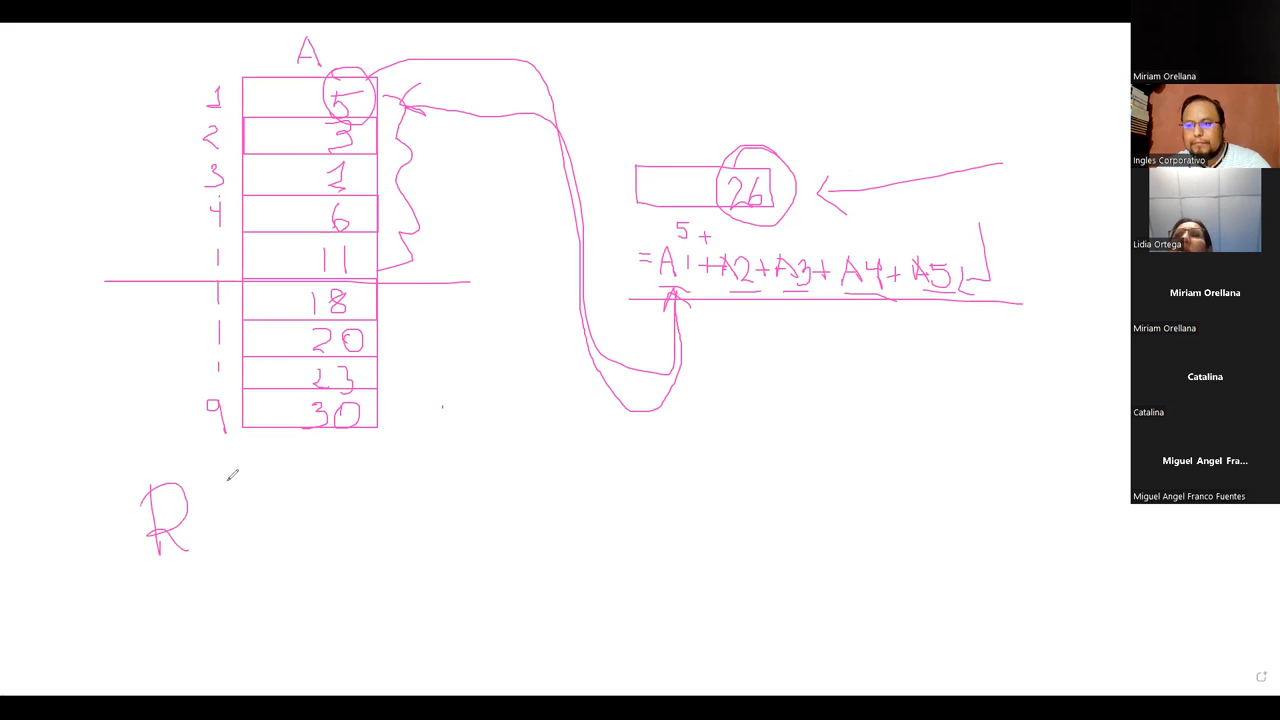 A
1 5
2 3
3 1
4 6
11
18
20
23
9 30
26
5+
=A1+A2+A3+A4+A5
R
Miriam Orellana
Ingles Corporativo
Lidia Ortega
Miriam Orellana
Miriam Orellana
Catalina
Catalina
Miguel Angel Fra...
Miguel Angel Franco Fuentes